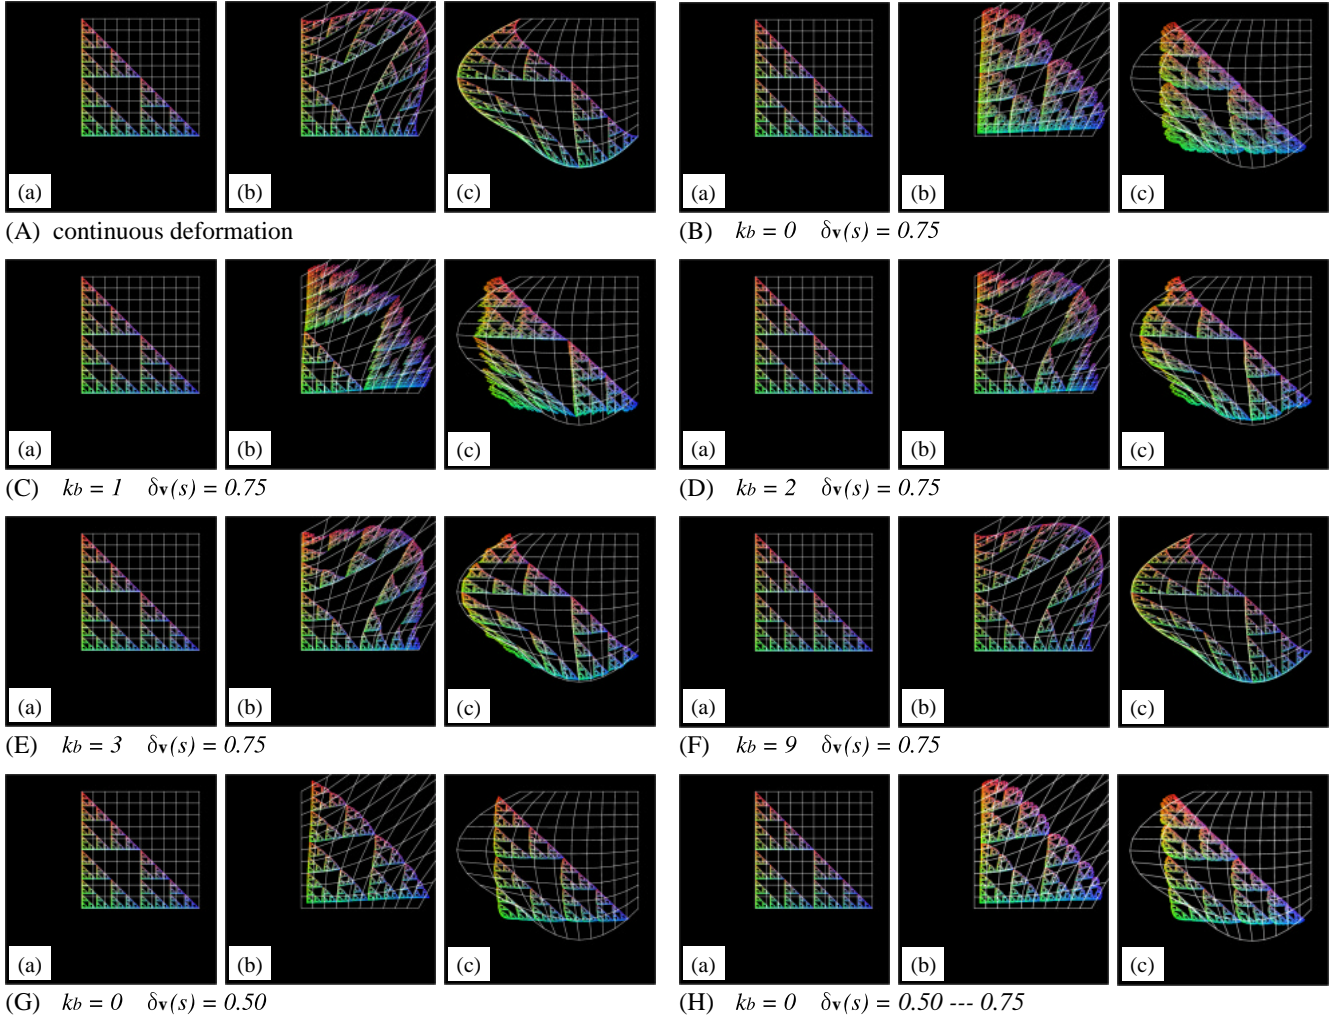 (a) (b) (c) (a) (b) (c)
(A) continuous deformation (B) kb = 0 δv(s) = 0.75
(a) (b) (c) (a) (b) (c)
(C) kb = 1 δv(s) = 0.75 (D) kb = 2 δv(s) = 0.75
(a) (b) (c) (a) (b) (c)
(E) kb = 3 δv(s) = 0.75 (F) kb = 9 δv(s) = 0.75
(a) (b) (c) (a) (b) (c)
(G) kb = 0 δv(s) = 0.50 (H) kb = 0 δv(s) = 0.50 --- 0.75